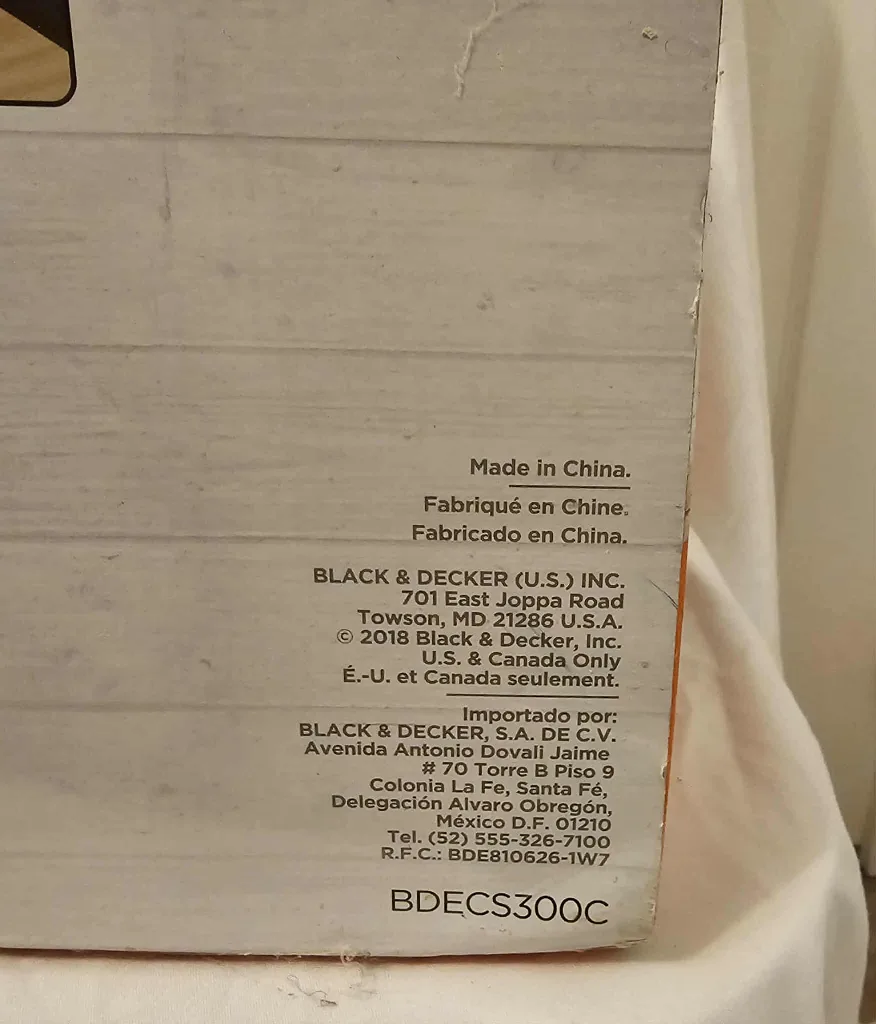 Made in China.
Fabriqué en Chine.
Fabricado en China.
BLACK & DECKER (U.S.) INC.
701 East Joppa Road
Towson, MD 21286 U.S.A.
© 2018 Black & Decker, Inc.
U.S. & Canada Only
É.-U. et Canada seulement.
Importado por:
BLACK & DECKER, S.A. DE C.V.
Avenida Antonio Dovali Jaime
# 70 Torre B Piso 9
Colonia La Fe, Santa Fé,
Delegación Alvaro Obregón,
México D.F. 01210
Tel. (52) 555-326-7100
R.F.C.: BDE810626-1W7
BDECS300C